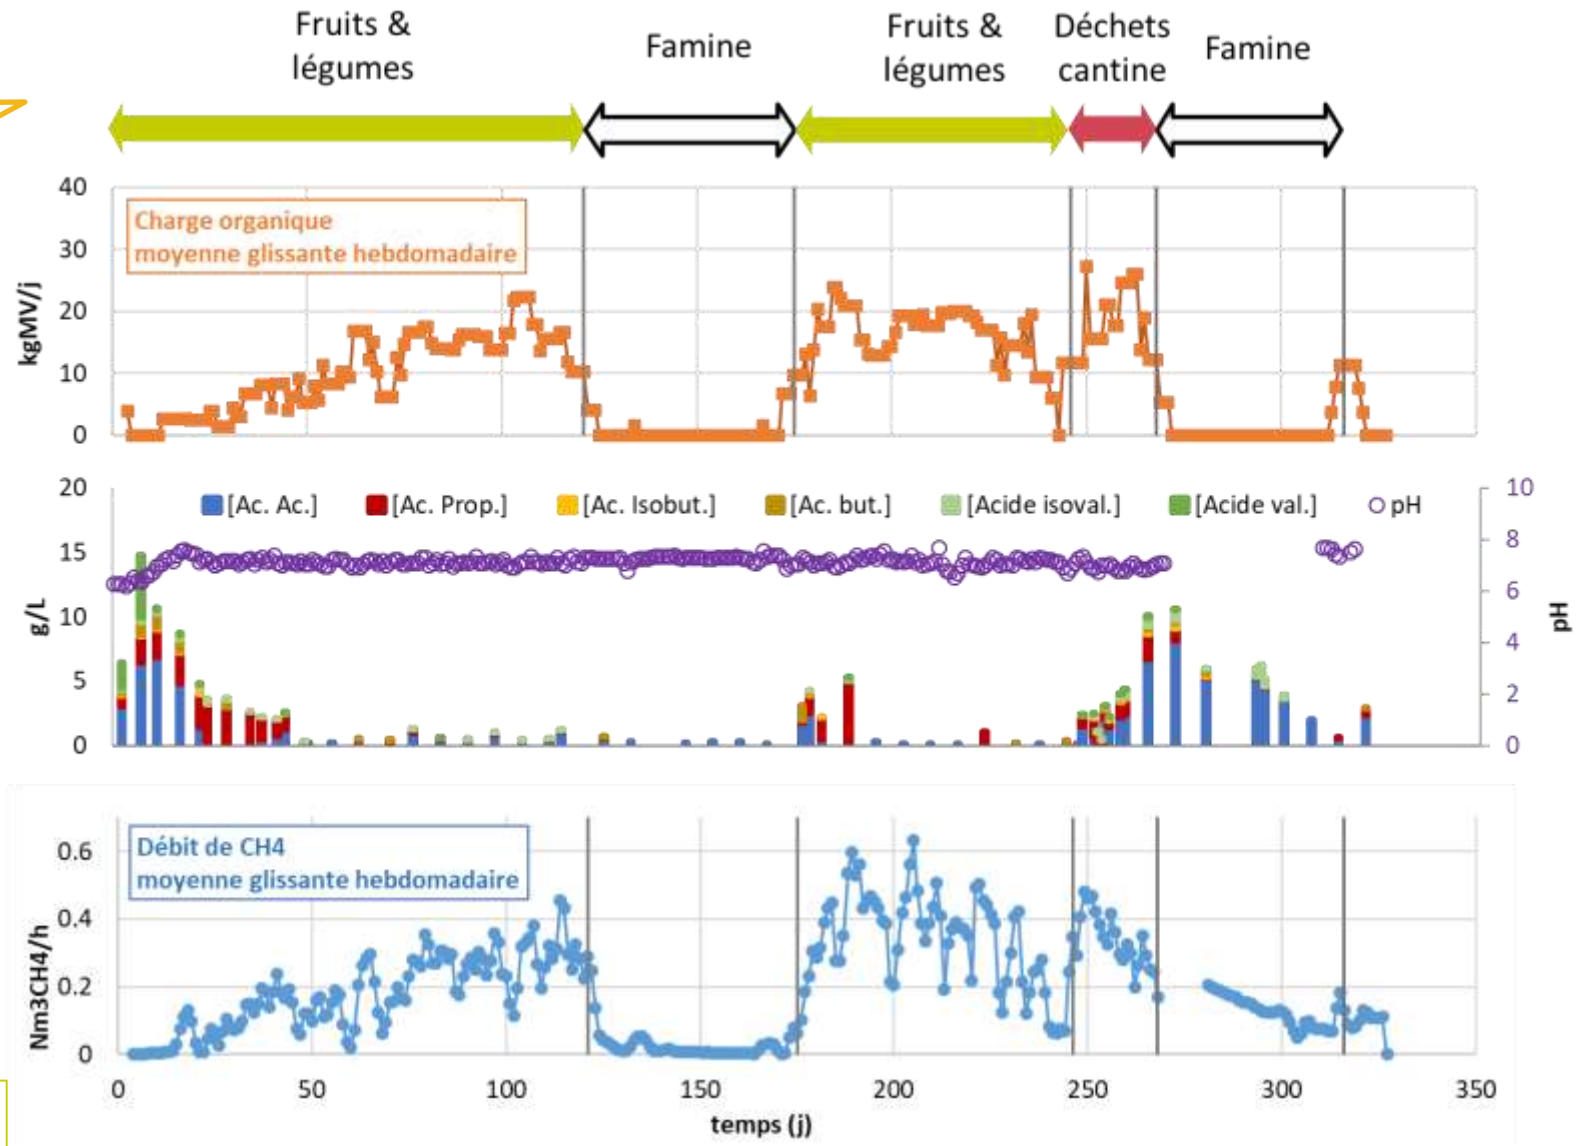 Fruits &
légumes
Famine
Fruits &
légumes
Déchets
cantine
Famine
40
30
20
10
0
kgMV/j
Charge organique
moyenne glissante hebdomadaire
20
15
10
5
0
g/L
[Ac. Ac.] [Ac. Prop.] [Ac. Isobut.] [Ac. but.] [Acide isoval.] [Acide val.] pH
10
8
6
4
2
0
pH
0.6
0.4
0.2
0
Nm3CH4/h
Débit de CH4
moyenne glissante hebdomadaire
0 50 100 150 200 250 300 350
temps (j)